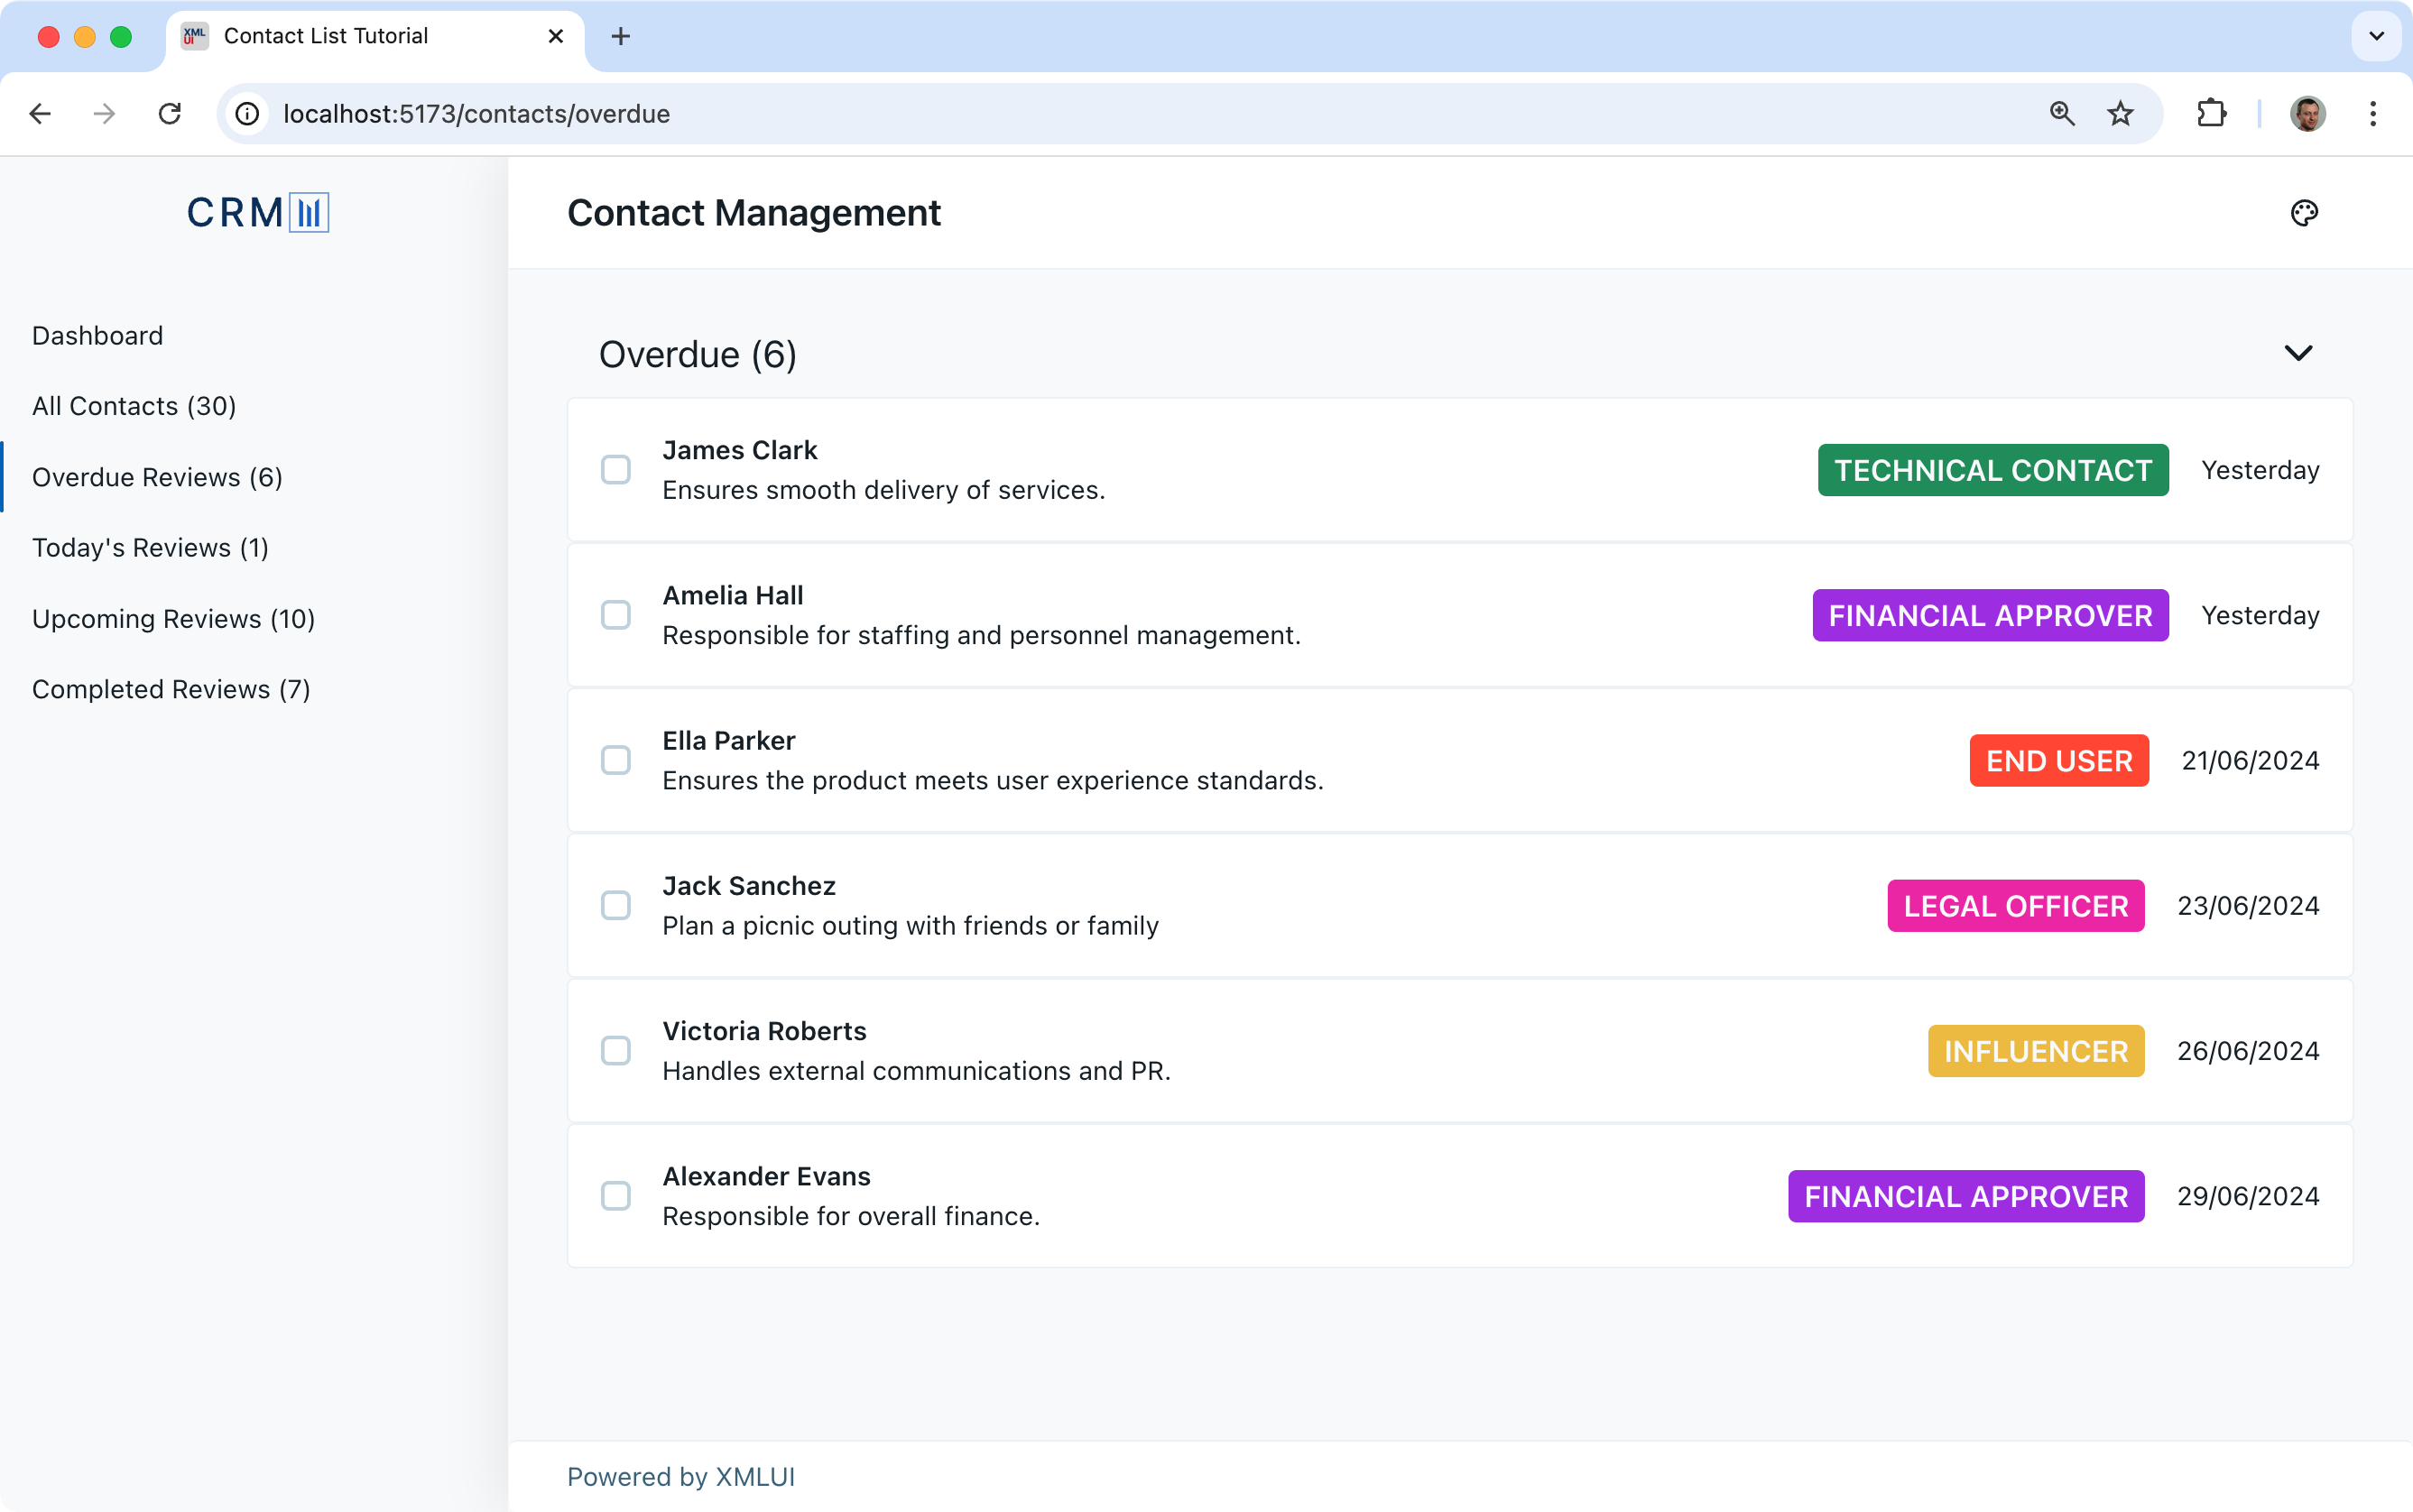 XML
UI
Contact List Tutorial
localhost:5173/contacts/overdue
CRM
Contact Management
Dashboard
All Contacts (30)
Overdue Reviews (6)
Today's Reviews (1)
Upcoming Reviews (10)
Completed Reviews (7)
Overdue (6)
James Clark
Ensures smooth delivery of services.
TECHNICAL CONTACT
Yesterday
Amelia Hall
Responsible for staffing and personnel management.
FINANCIAL APPROVER
Yesterday
Ella Parker
Ensures the product meets user experience standards.
END USER
21/06/2024
Jack Sanchez
Plan a picnic outing with friends or family
LEGAL OFFICER
23/06/2024
Victoria Roberts
Handles external communications and PR.
INFLUENCER
26/06/2024
Alexander Evans
Responsible for overall finance.
FINANCIAL APPROVER
29/06/2024
Powered by XMLUI